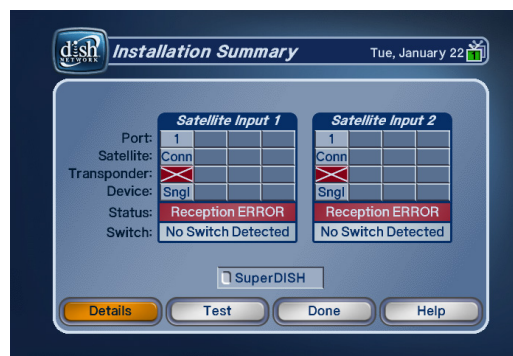 dish
NETWORK
Installation Summary
Tue, January 22
1
Satellite Input 1 Satellite Input 2
Port: 1 1
Satellite: Conn Conn
Transponder:
Device: Sngl Sngl
Status: Reception ERROR Reception ERROR
Switch: No Switch Detected No Switch Detected
SuperDISH
Details Test Done Help